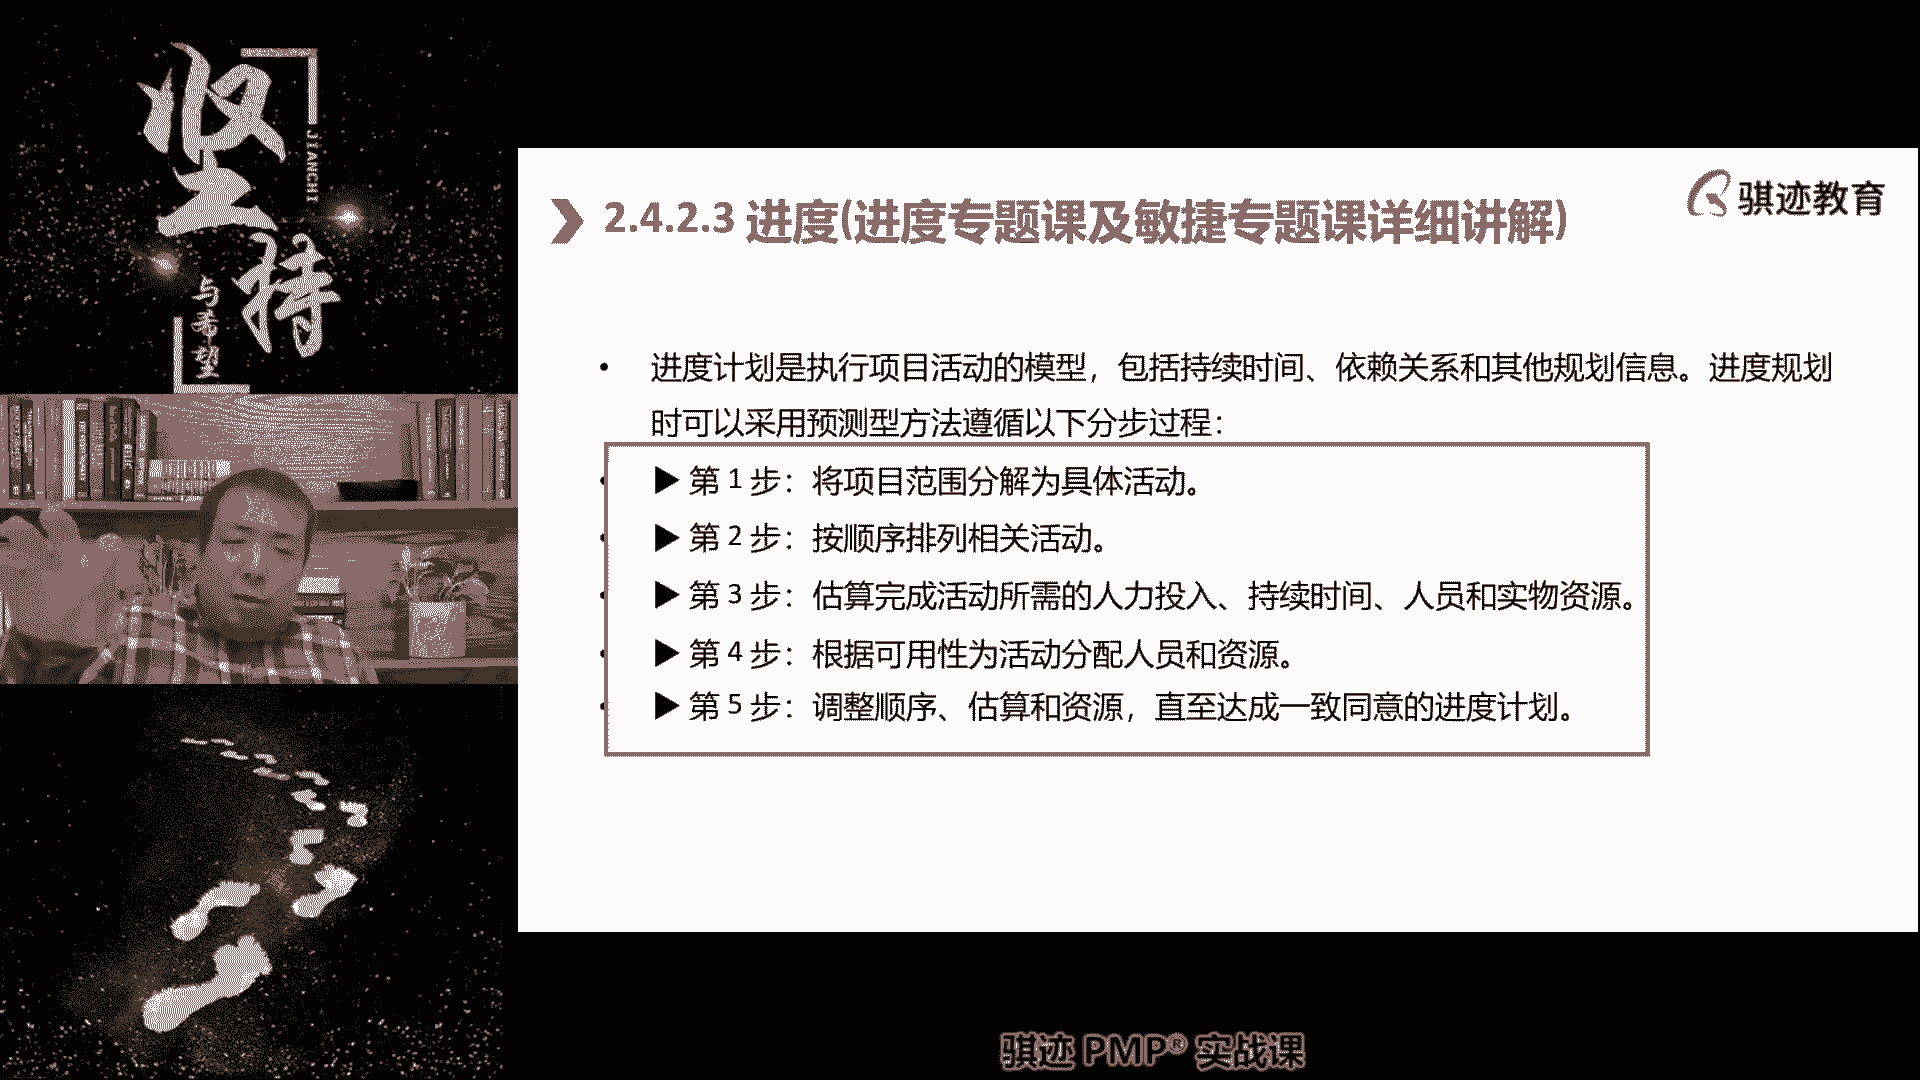 坚持
JIANCHI
与希望
骐迹教育
2.4.2.3 进度(进度专题课及敏捷专题课详细讲解)
• 进度计划是执行项目活动的模型，包括持续时间、依赖关系和其他规划信息。进度规划
时可以采用预测型方法遵循以下分步过程：
▶ 第 1 步：将项目范围分解为具体活动。
▶ 第 2 步：按顺序排列相关活动。
▶ 第 3 步：估算完成活动所需的人力投入、持续时间、人员和实物资源。
▶ 第 4 步：根据可用性为活动分配人员和资源。
▶ 第 5 步：调整顺序、估算和资源，直至达成一致同意的进度计划。
骐迹 PMP® 实战课